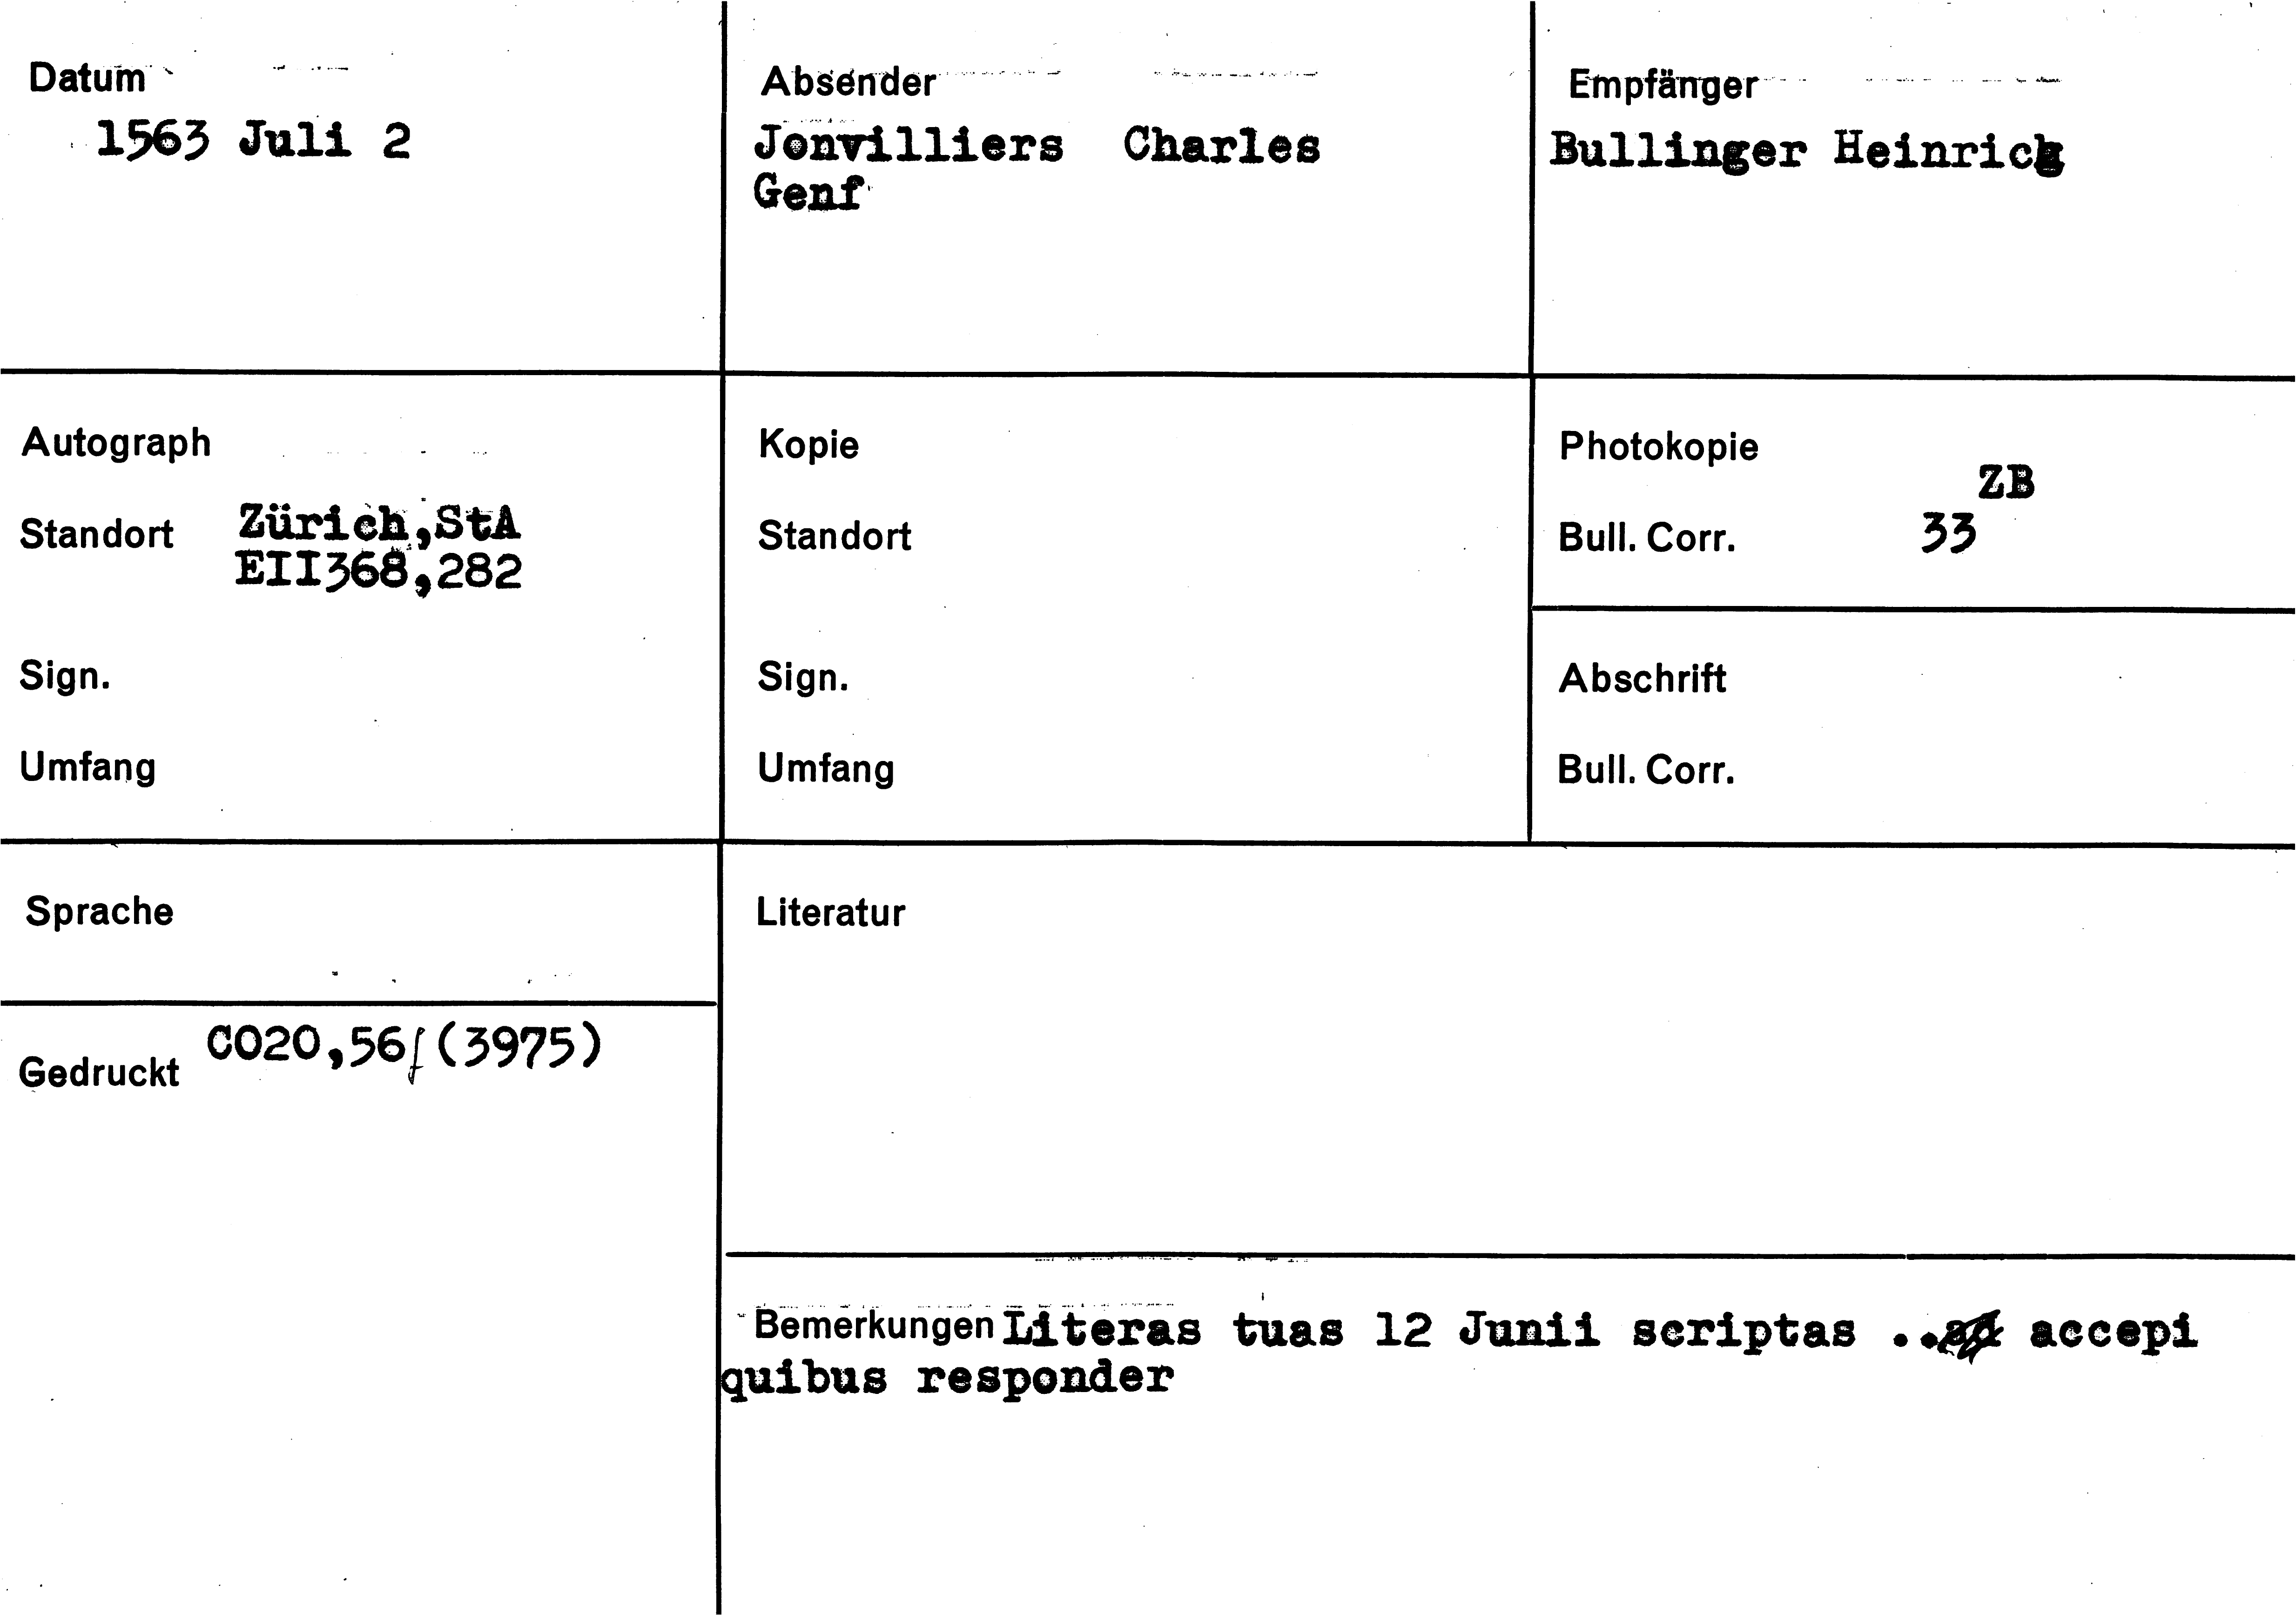 Datum
1563 Juli 2
Absender
Jonvilliers Charles
Genf
Empfänger
Bullinger Heinrich
Autograph
Standort Zürich,StA
EII368,282
Sign.
Umfang
Kopie
Standort
Sign.
Umfang
Photokopie
ZB
Bull. Corr. 33
Abschrift
Bull. Corr.
Sprache
Gedruckt CO20,56f(3975)
Literatur
Bemerkungen Literas tuas 12 Junii scriptas .. accepi
quibus responder